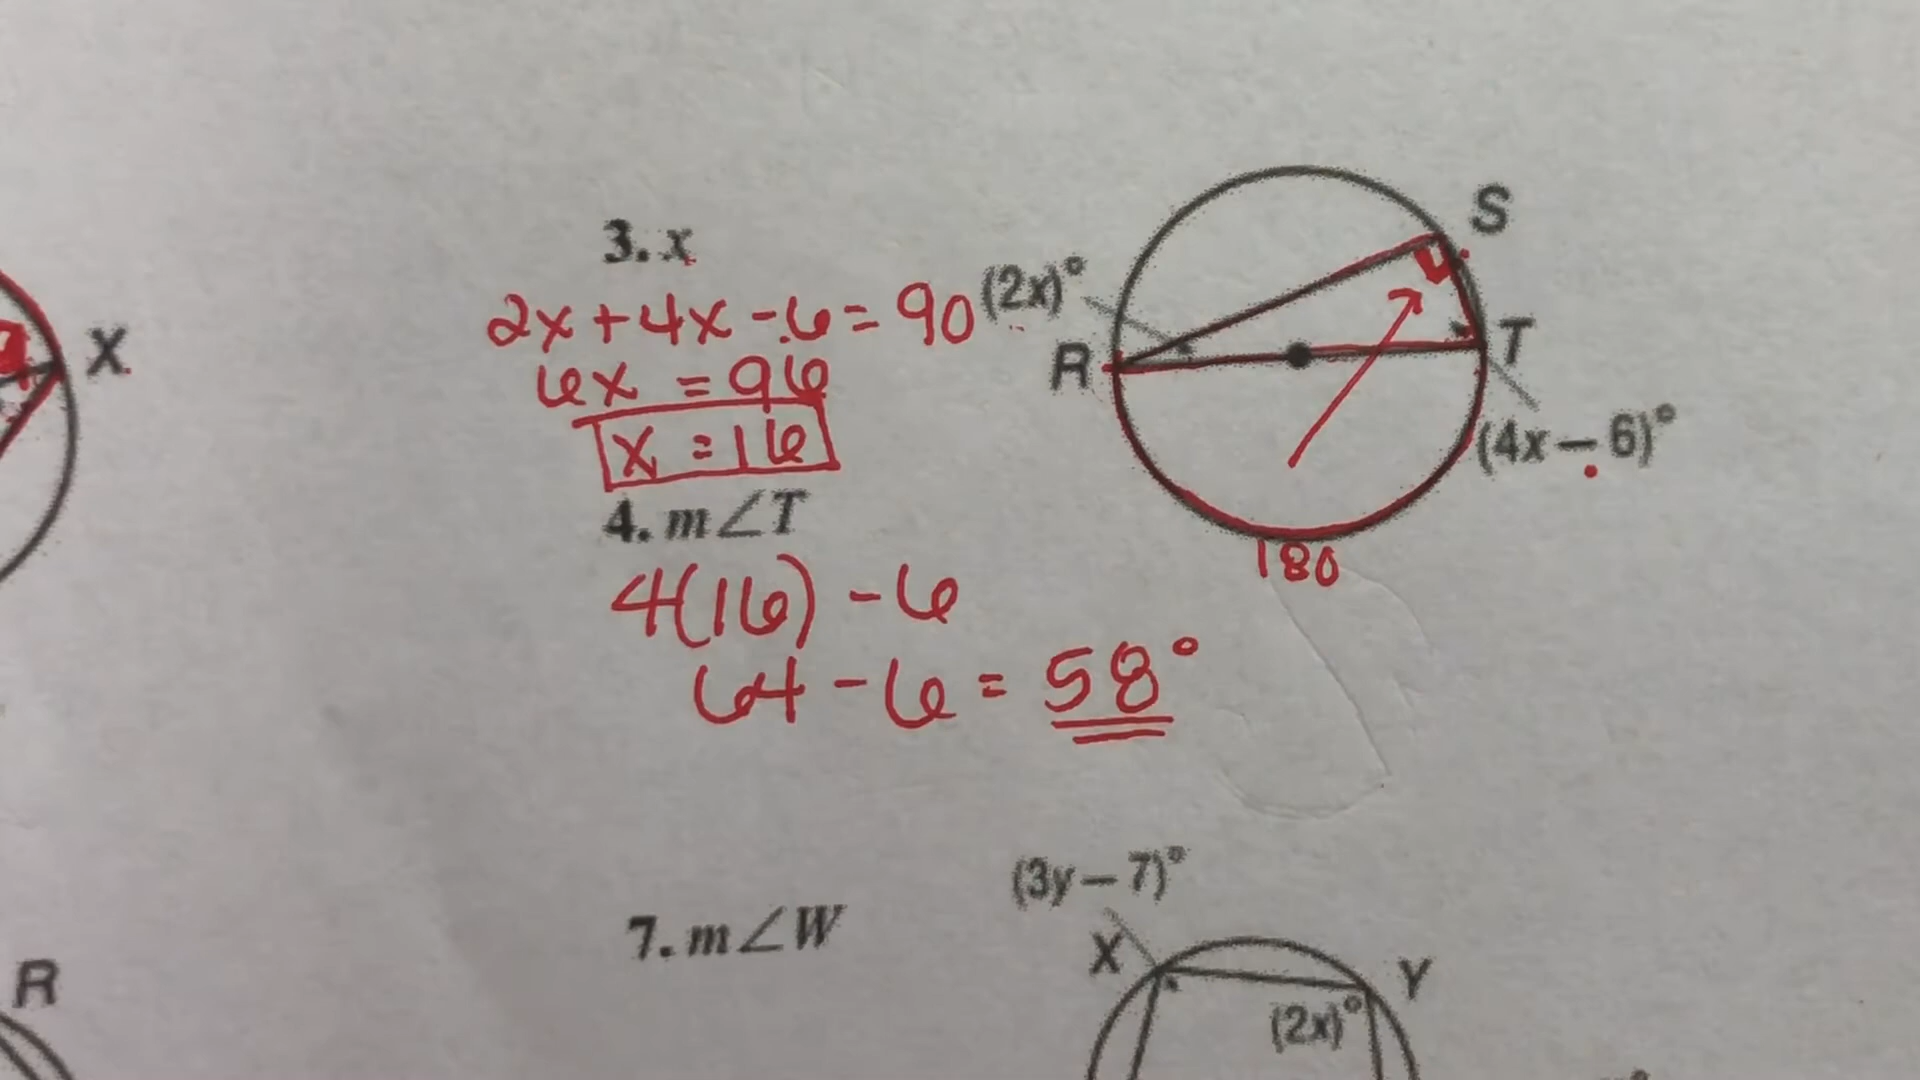 3. x
2x + 4x - 6 = 90
6x = 96
x = 16
(2x)°
S
R
T
(4x – 6)°
180
X
4. m∠T
4(16) - 6
64 - 6 = 58°
7. m∠W
(3y – 7)°
X
Y
(2x)°
R